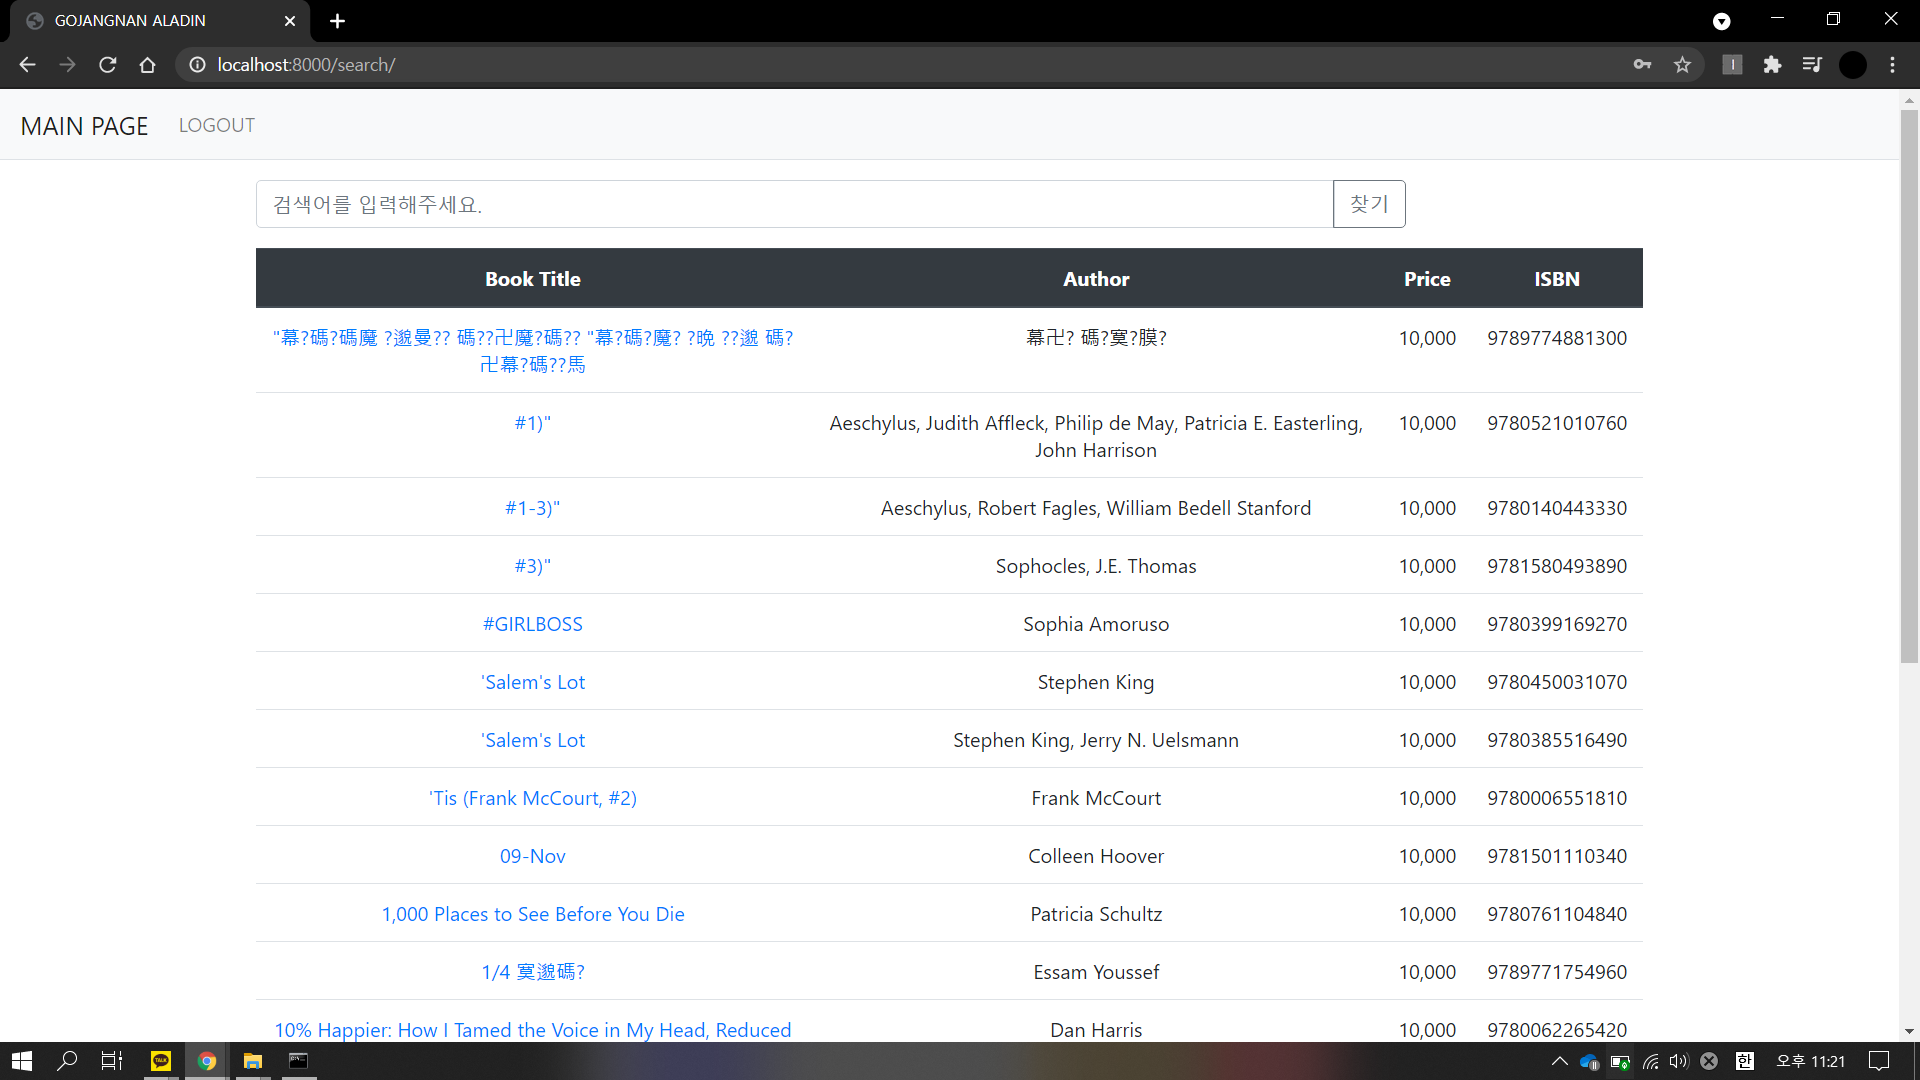 GOJANGNAN ALADIN
localhost:8000/search/
MAIN PAGE LOGOUT
검색어를 입력해주세요. 찾기
Book Title Author Price ISBN
"幕?碼?碼魔 ?邈曼?? 碼??卍魔?碼?? "幕?碼?魔? ?晩 ??邈 碼? 幕卍? 碼?寞?膜? 10,000 9789774881300
卍幕?碼??馬
#1)" Aeschylus, Judith Affleck, Philip de May, Patricia E. Easterling, 10,000 9780521010760
John Harrison
#1-3)" Aeschylus, Robert Fagles, William Bedell Stanford 10,000 9780140443330
#3)" Sophocles, J.E. Thomas 10,000 9781580493890
#GIRLBOSS Sophia Amoruso 10,000 9780399169270
'Salem's Lot Stephen King 10,000 9780450031070
'Salem's Lot Stephen King, Jerry N. Uelsmann 10,000 9780385516490
'Tis (Frank McCourt, #2) Frank McCourt 10,000 9780006551810
09-Nov Colleen Hoover 10,000 9781501110340
1,000 Places to See Before You Die Patricia Schultz 10,000 9780761104840
1/4 寞邈碼? Essam Youssef 10,000 9789771754960
10% Happier: How I Tamed the Voice in My Head, Reduced Dan Harris 10,000 9780062265420
TALK 한 오후 11:21